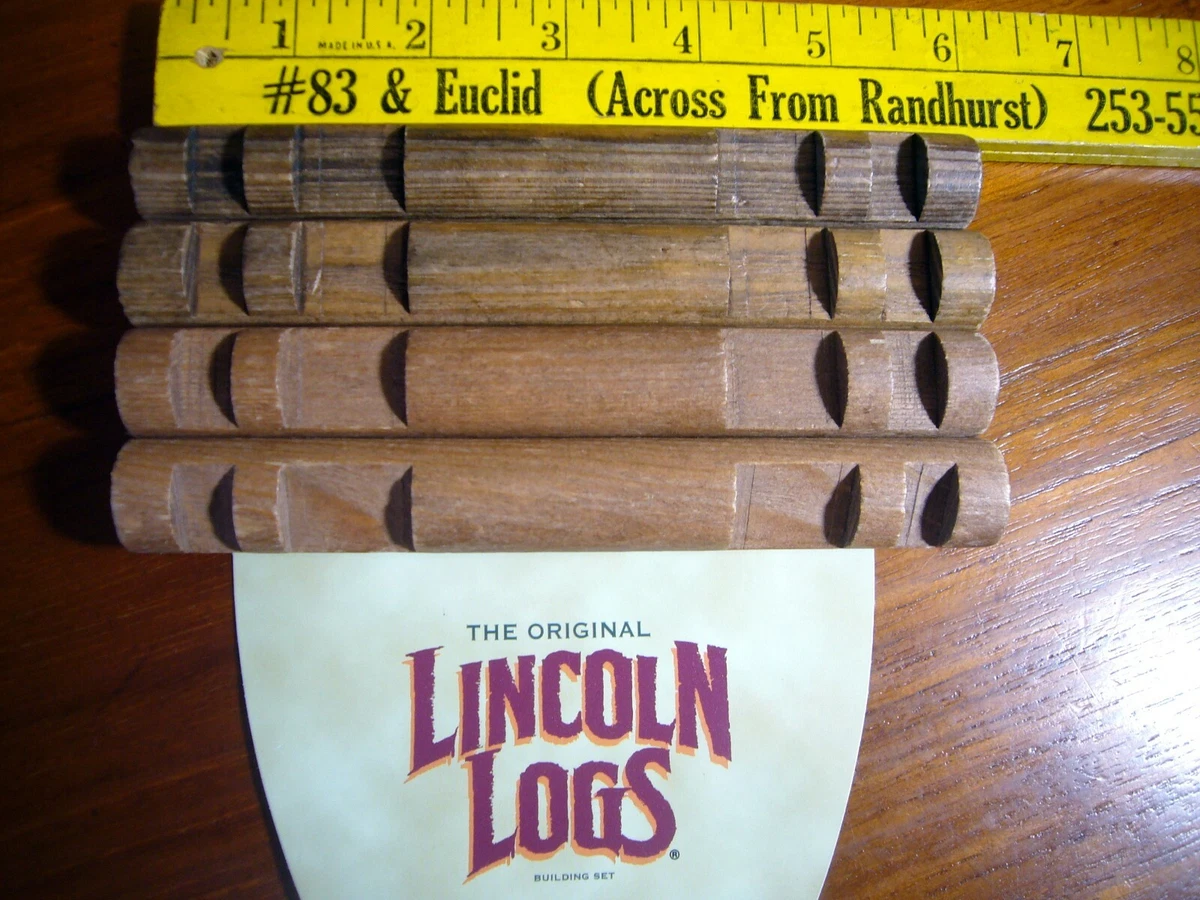 1 MADE IN U.S.A. 2 3 4 5 6 7 8
#83 & Euclid (Across From Randhurst) 253-55
THE ORIGINAL
LINCOLN
LOGS
®
BUILDING SET